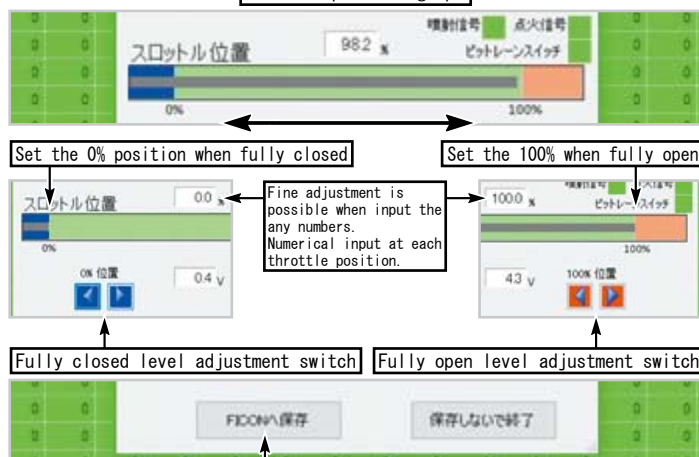 噴射信号 点火信号
スロットル位置 98.2 %
ピットレーンスイッチ
0% 100%
Set the 0% position when fully closed
Set the 100% when fully open
スロットル位置 0.0 %
0%
0% 位置 0.4 V
Fine adjustment is
possible when input the
any numbers.
Numerical input at each
throttle position.
100.0 %
ピットレーンスイッチ
100%
4.3 V 100% 位置
Fully closed level adjustment switch
Fully open level adjustment switch
FICONへ保存 保存しないで終了